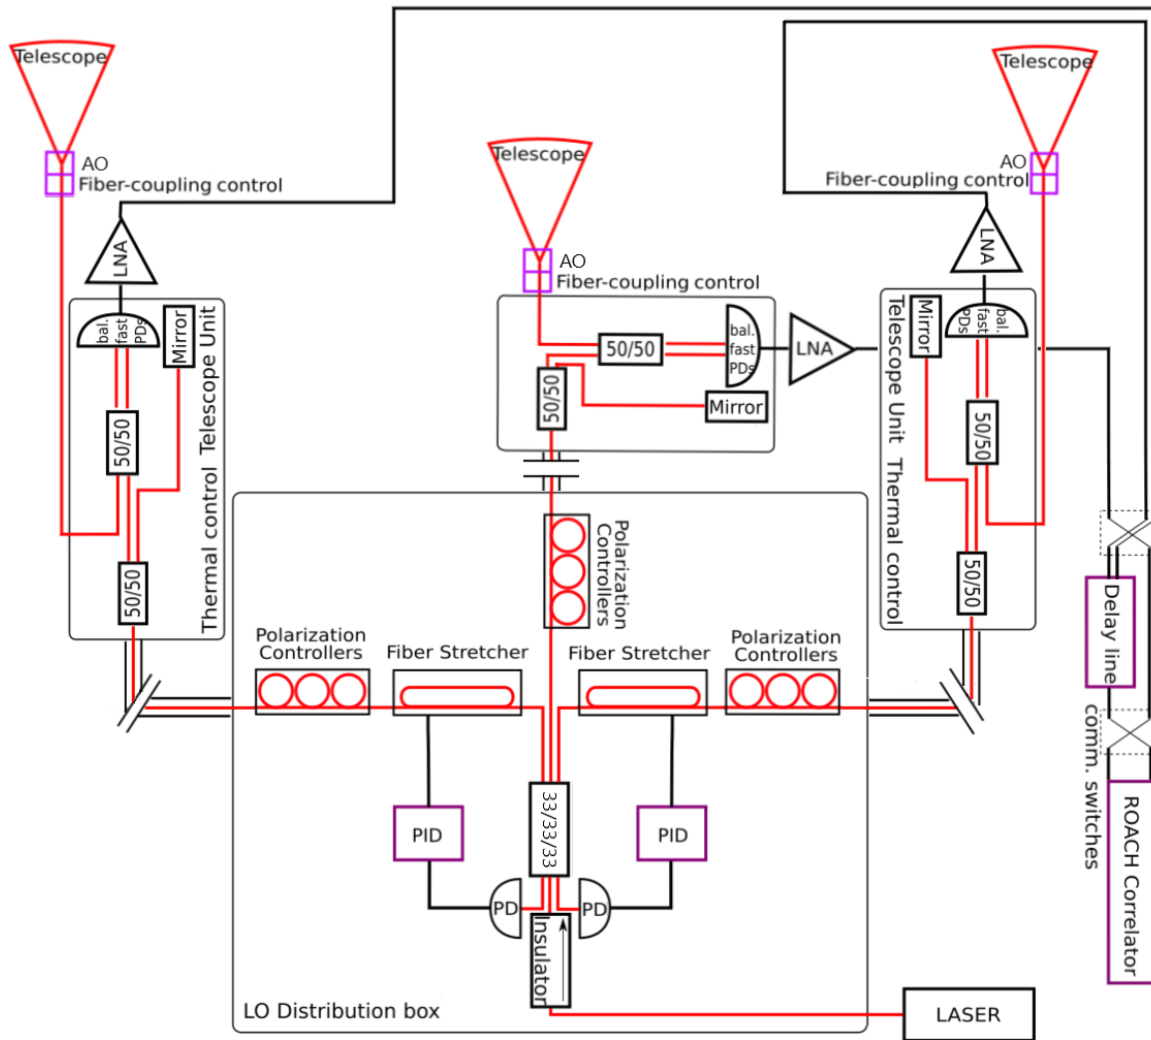 Telescope
AO
Fiber-coupling control
LNA
bal.
fast
PDs
Mirror
50/50
50/50
Thermal control Telescope Unit
Telescope
AO
Fiber-coupling control
50/50
bal.
fast
PDs
LNA
50/50
Mirror
Telescope
AO
Fiber-coupling control
LNA
bal.
fast
PDs
Mirror
50/50
50/50
Telescope Unit Thermal control
Polarization
Controllers
Polarization
Controllers
Fiber Stretcher
Fiber Stretcher
Polarization
Controllers
PID
33/33/33
PID
PD
PD
Insulator
LO Distribution box
LASER
Delay line
comm. switches
ROACH Correlator